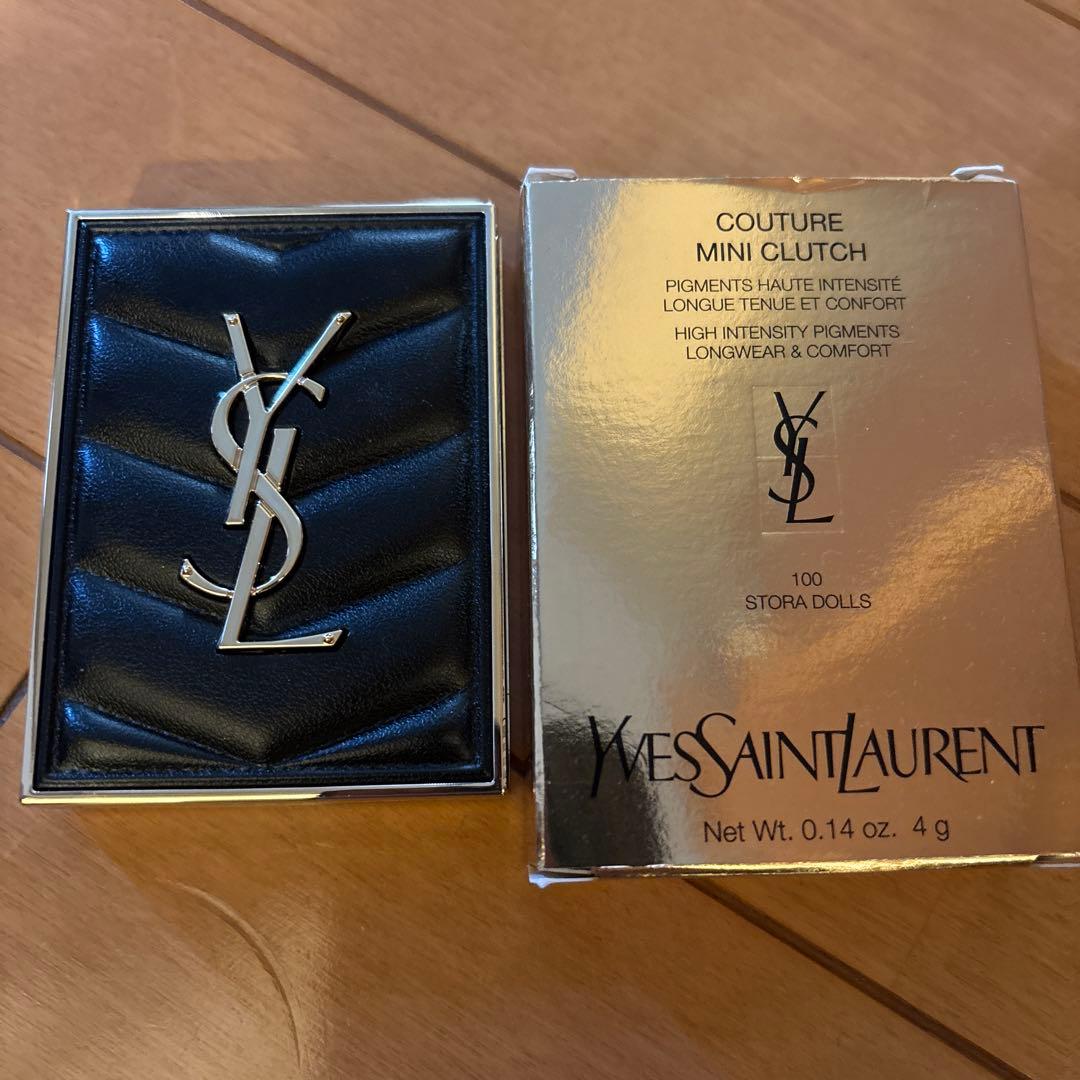 YSL
COUTURE
MINI CLUTCH
PIGMENTS HAUTE INTENSITÉ
LONGUE TENUE ET CONFORT
HIGH INTENSITY PIGMENTS
LONGWEAR & COMFORT
YSL
100
STORA DOLLS
YVESSAINTLAURENT
Net Wt. 0.14 oz. 4 g